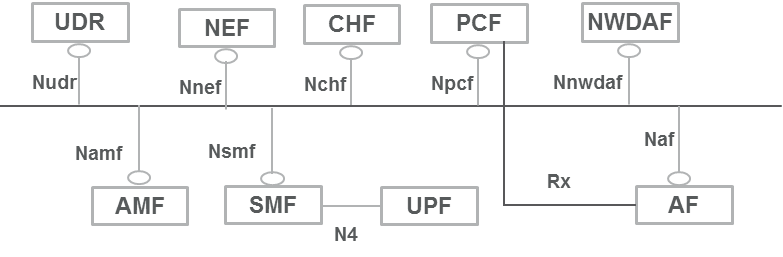 UDR
NEF
CHF
PCF
NWDAF
Nudr
Nnef
Nchf
Npcf
Nnwdaf
Namf
Nsmf
Naf
Rx
AMF
SMF
UPF
AF
N4